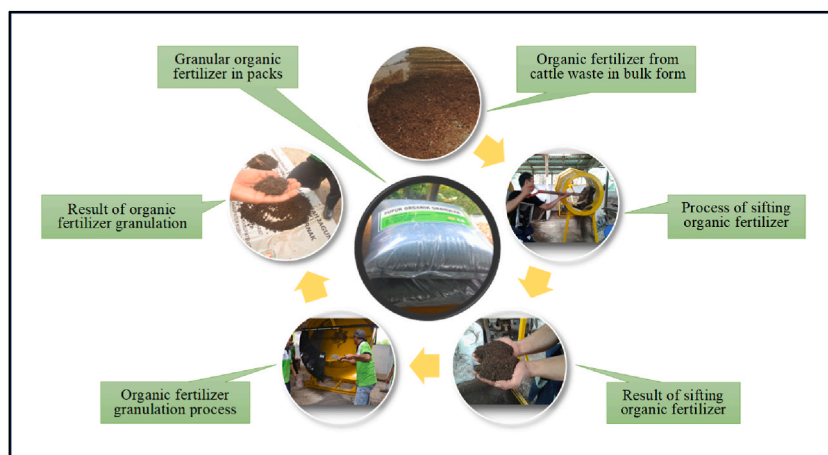 Granular organic
fertilizer in packs
Organic fertilizer from
cattle waste in bulk form
Result of organic
fertilizer granulation
PUPUK ORGANIK
Process of sifting
organic fertilizer
Organic fertilizer
granulation process
Result of sifting
organic fertilizer